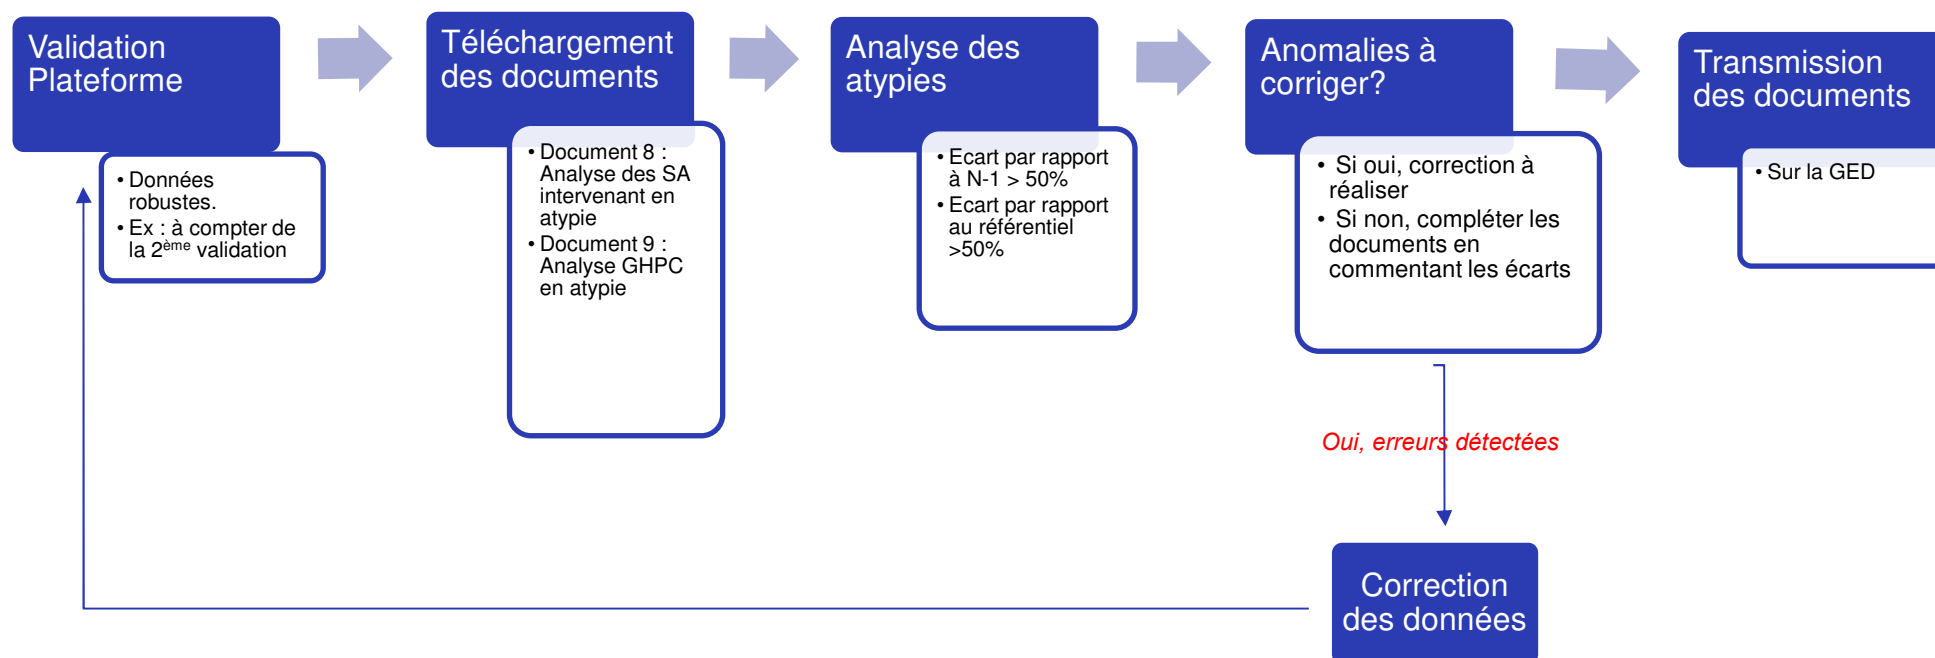 Validation
Plateforme
• Données
robustes.
• Ex : à compter de
la 2ème validation
Téléchargement
des documents
• Document 8 :
Analyse des SA
intervenant en
atypie
• Document 9 :
Analyse GHPC
en atypie
Analyse des
atypies
• Ecart par rapport
à N-1 > 50%
• Ecart par rapport
au référentiel
>50%
Anomalies à
corriger?
• Si oui, correction à
réaliser
• Si non, compléter les
documents en
commentant les écarts
Transmission
des documents
• Sur la GED
Oui, erreurs détectées
Correction
des données